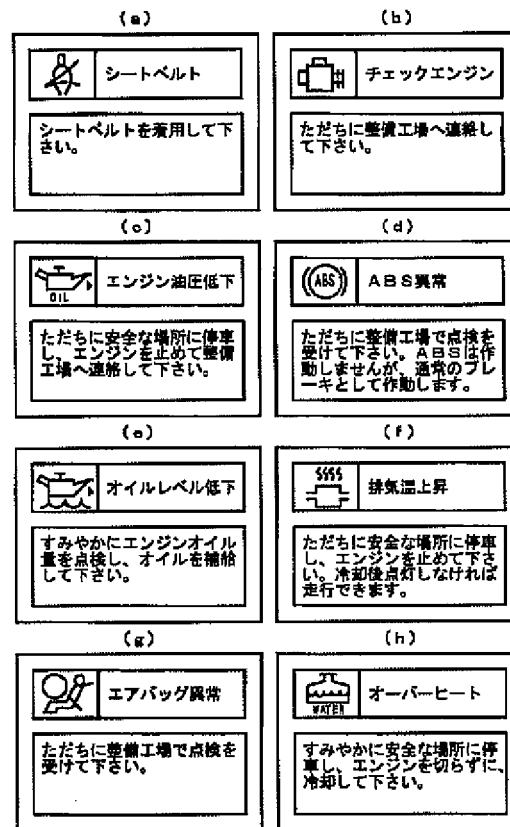 (a)
シートベルト
シートベルトを着用して下
さい。
(b)
チェックエンジン
ただちに整備工場へ連絡し
て下さい。
(c)
OIL
エンジン油圧低下
ただちに安全な場所に停車
し、エンジンを止めて整備
工場へ連絡して下さい。
(d)
ABS
ABS異常
ただちに整備工場で点検を
受けて下さい。ABSは作
動しませんが、通常のブレ
ーキとして作動します。
(e)
オイルレベル低下
すみやかにエンジンオイル
量を点検し、オイルを補給
して下さい。
(f)
排気温上昇
ただちに安全な場所に停車
し、エンジンを止めて下さ
い。冷却後点灯しなければ
走行できます。
(g)
エアバッグ異常
ただちに整備工場で点検を
受けて下さい。
(h)
WATER
オーバーヒート
すみやかに安全な場所に停
車し、エンジンを切らずに、
冷却して下さい。